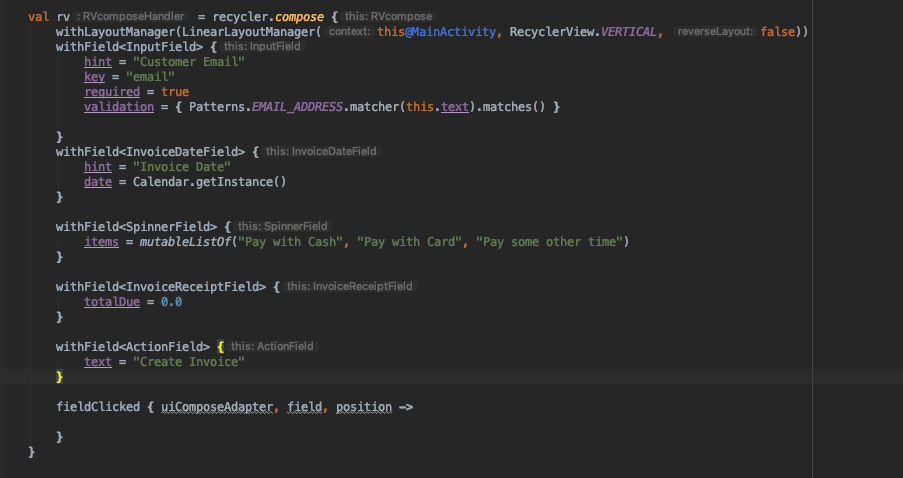 val rv : RVcomposeHandler = recycler.compose { this: RVcompose
withLayoutManager(LinearLayoutManager( context: this@MainActivity, RecyclerView.VERTICAL, reverseLayout: false))
withField<InputField> { this: InputField
hint = "Customer Email"
key = "email"
required = true
validation = { Patterns.EMAIL_ADDRESS.matcher(this.text).matches() }
}
withField<InvoiceDateField> { this: InvoiceDateField
hint = "Invoice Date"
date = Calendar.getInstance()
}
withField<SpinnerField> { this: SpinnerField
items = mutableListOf("Pay with Cash", "Pay with Card", "Pay some other time")
}
withField<InvoiceReceiptField> { this: InvoiceReceiptField
totalDue = 0.0
}
withField<ActionField> { this: ActionField
text = "Create Invoice"
}
fieldClicked { uiComposeAdapter, field, position ->
}
}